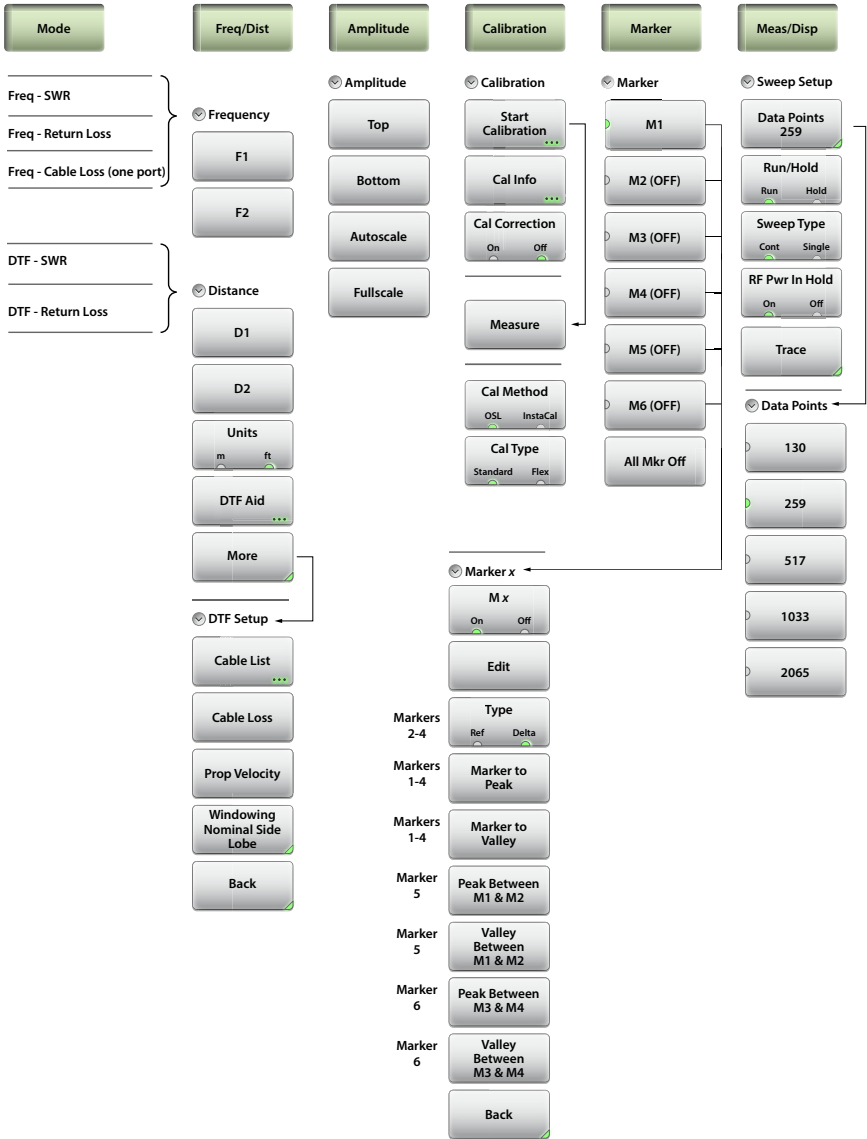 Mode
Freq/Dist
Amplitude
Calibration
Marker
Meas/Disp
Freq - SWR
Freq - Return Loss
Freq - Cable Loss (one port)
DTF - SWR
DTF - Return Loss
Frequency
F1
F2
Distance
D1
D2
Units
m ft
DTF Aid
More
DTF Setup
Cable List
Cable Loss
Prop Velocity
Windowing
Nominal Side
Lobe
Back
Amplitude
Top
Bottom
Autoscale
Fullscale
Calibration
Start
Calibration
Cal Info
Cal Correction
On Off
Measure
Cal Method
OSL InstaCal
Cal Type
Standard Flex
Marker
M1
M2 (OFF)
M3 (OFF)
M4 (OFF)
M5 (OFF)
M6 (OFF)
All Mkr Off
Marker x
M x
On Off
Edit
Markers
2-4
Type
Ref Delta
Markers
1-4
Marker to
Peak
Markers
1-4
Marker to
Valley
Marker
5
Peak Between
M1 & M2
Marker
5
Valley
Between
M1 & M2
Marker
6
Peak Between
M3 & M4
Marker
6
Valley
Between
M3 & M4
Back
Sweep Setup
Data Points
259
Run/Hold
Run Hold
Sweep Type
Cont Single
RF Pwr In Hold
On Off
Trace
Data Points
130
259
517
1033
2065